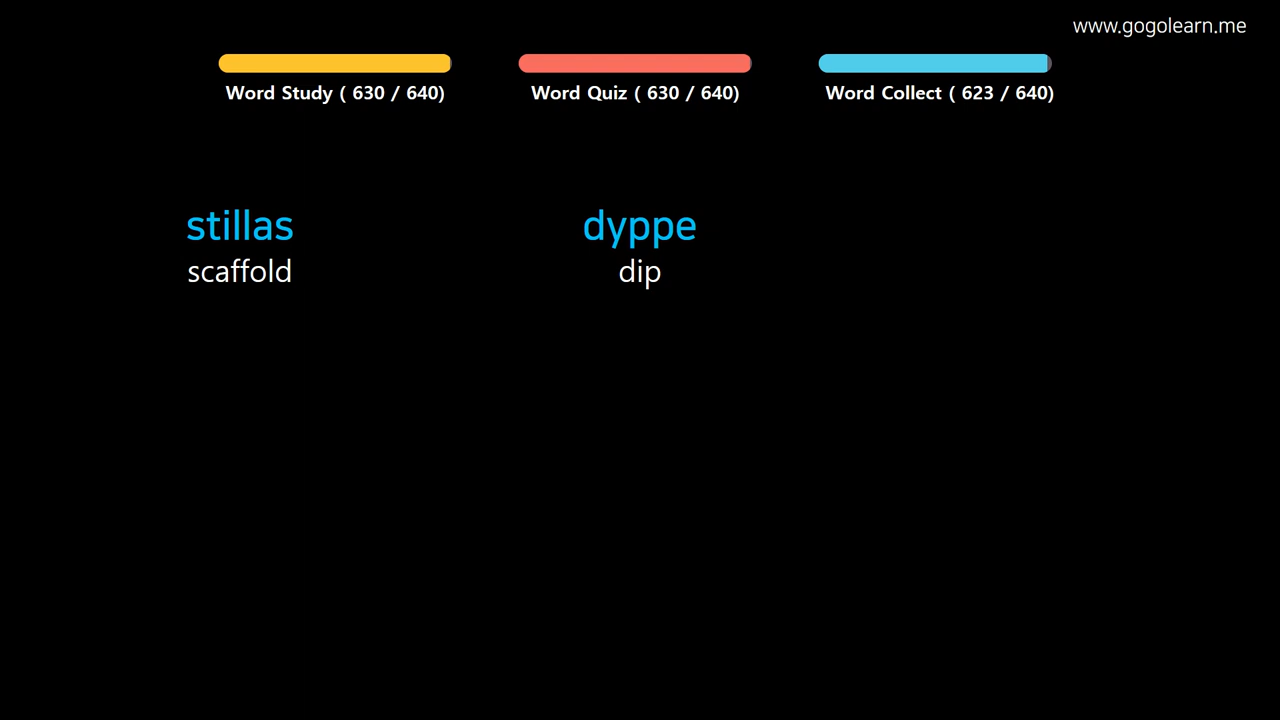 www.gogolearn.me
Word Study ( 630 / 640)
Word Quiz ( 630 / 640)
Word Collect ( 623 / 640)
stillas
scaffold
dyppe
dip